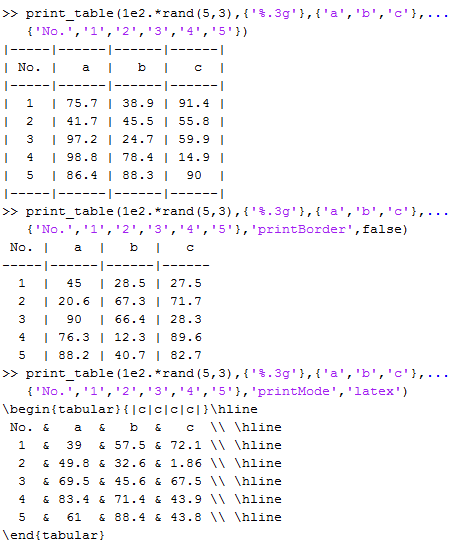 >> print_table(1e2.*rand(5,3),{'%.3g'},{'a','b','c'},...
   {'No.','1','2','3','4','5'})
|-----|------|------|------|
| No. |   a  |   b  |   c  |
|-----|------|------|------|
|  1  | 75.7 | 38.9 | 91.4 |
|  2  | 41.7 | 45.5 | 55.8 |
|  3  | 97.2 | 24.7 | 59.9 |
|  4  | 98.8 | 78.4 | 14.9 |
|  5  | 86.4 | 88.3 |  90  |
|-----|------|------|------|
>> print_table(1e2.*rand(5,3),{'%.3g'},{'a','b','c'},...
   {'No.','1','2','3','4','5'},'printBorder',false)
 No. |   a  |   b  |   c
-----|------|------|------
  1  |  45  | 28.5 | 27.5
  2  | 20.6 | 67.3 | 71.7
  3  |  90  | 66.4 | 28.3
  4  | 76.3 | 12.3 | 89.6
  5  | 88.2 | 40.7 | 82.7
>> print_table(1e2.*rand(5,3),{'%.3g'},{'a','b','c'},...
   {'No.','1','2','3','4','5'},'printMode','latex')
\begin{tabular}{|c|c|c|c|}\hline
 No. &   a  &   b  &   c  \\ \hline
  1  &  39  & 57.5 & 72.1 \\ \hline
  2  & 49.8 & 32.6 & 1.86 \\ \hline
  3  & 69.5 & 45.6 & 67.5 \\ \hline
  4  & 83.4 & 71.4 & 43.9 \\ \hline
  5  &  61  & 88.4 & 43.8 \\ \hline
\end{tabular}